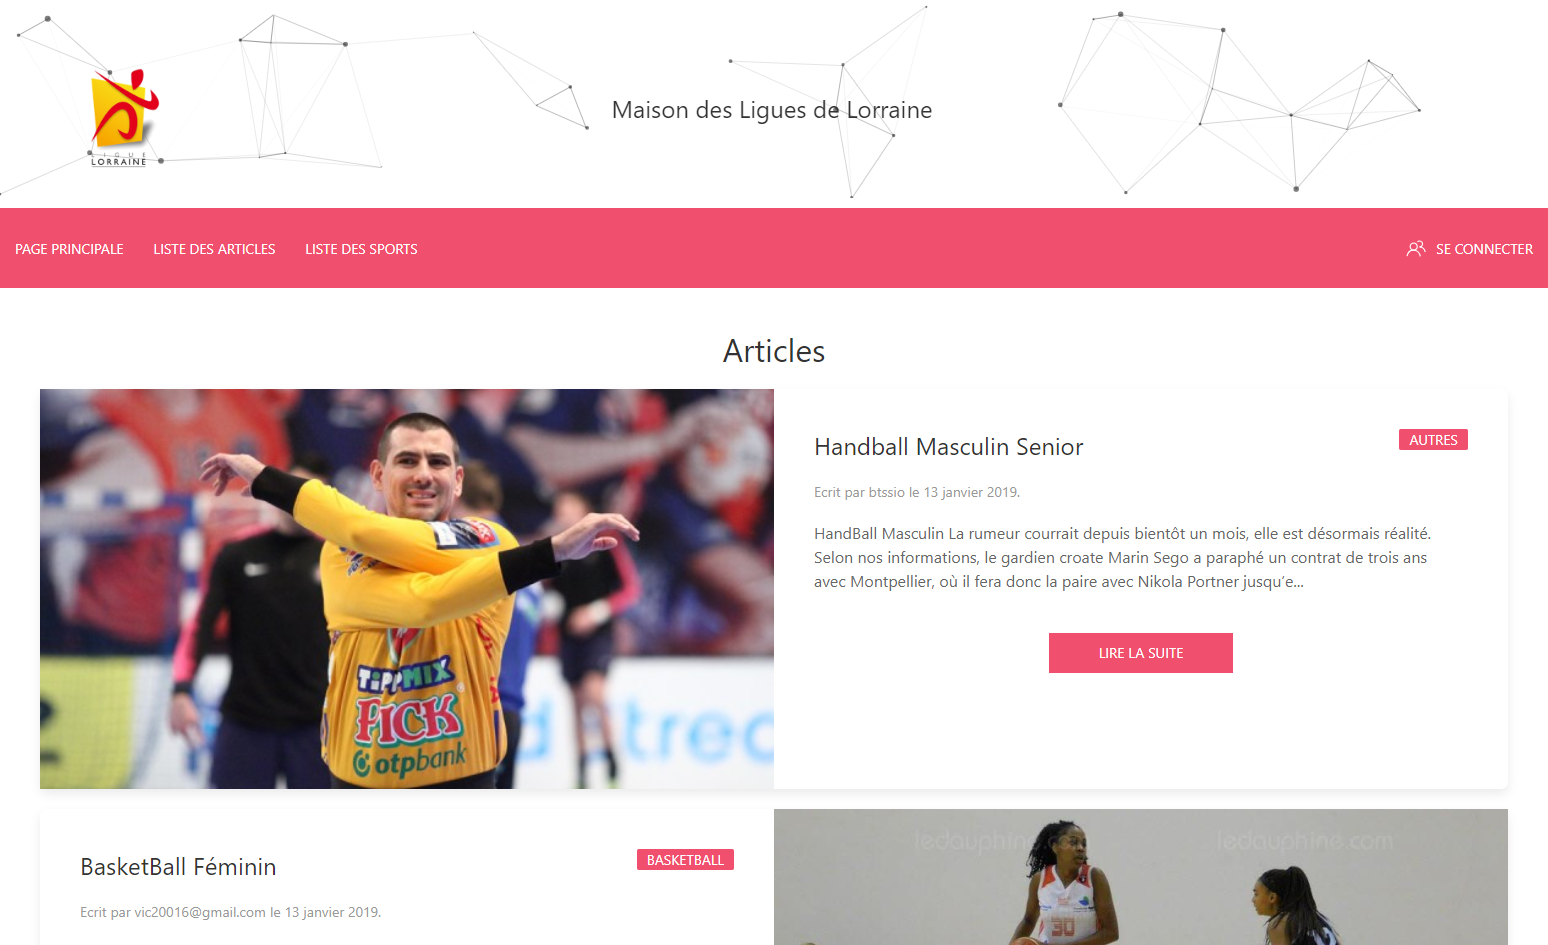 LIGUE
LORRAINE
Maison des Ligues de Lorraine
PAGE PRINCIPALE
LISTE DES ARTICLES
LISTE DES SPORTS
SE CONNECTER
Articles
TIPPMIX
PICK
otpbank
Handball Masculin Senior
AUTRES
Ecrit par btssio le 13 janvier 2019.
HandBall Masculin La rumeur courrait depuis bientôt un mois, elle est désormais réalité.
Selon nos informations, le gardien croate Marin Sego a paraphé un contrat de trois ans
avec Montpellier, où il fera donc la paire avec Nikola Portner jusqu’e...
LIRE LA SUITE
BasketBall Féminin
BASKETBALL
Ecrit par vic20016@gmail.com le 13 janvier 2019.
ledauphine.com
ledauphine.com
30